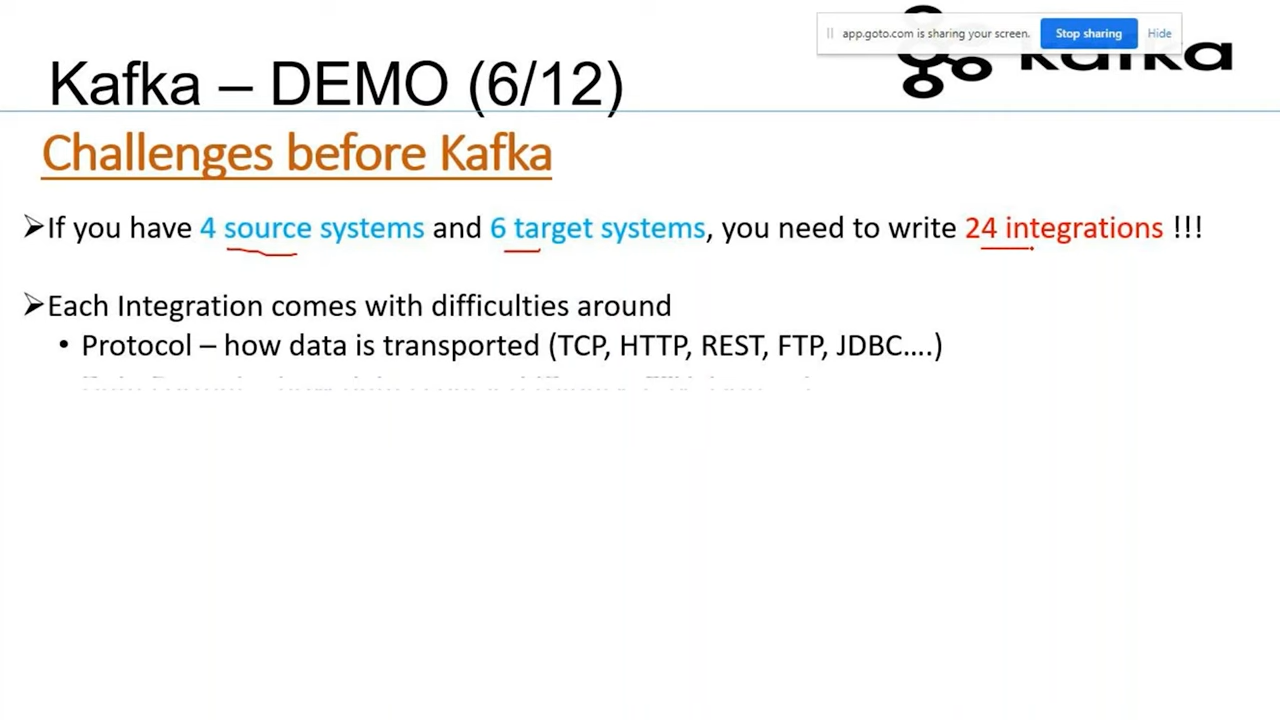 app.goto.com is sharing your screen. Stop sharing Hide
Kafka – DEMO (6/12)
kafka
Challenges before Kafka
➢If you have 4 source systems and 6 target systems, you need to write 24 integrations !!!
➢Each Integration comes with difficulties around
• Protocol – how data is transported (TCP, HTTP, REST, FTP, JDBC....)